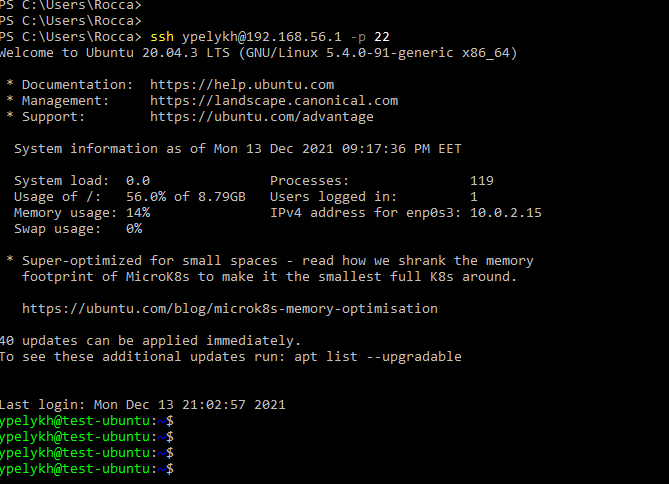 PS C:\Users\Rocca>
PS C:\Users\Rocca>
PS C:\Users\Rocca> ssh ypelykh@192.168.56.1 -p 22
Welcome to Ubuntu 20.04.3 LTS (GNU/Linux 5.4.0-91-generic x86_64)
* Documentation: https://help.ubuntu.com
* Management: https://landscape.canonical.com
* Support: https://ubuntu.com/advantage
System information as of Mon 13 Dec 2021 09:17:36 PM EET
System load: 0.0 Processes: 119
Usage of /: 56.0% of 8.79GB Users logged in: 1
Memory usage: 14% IPv4 address for enp0s3: 10.0.2.15
Swap usage: 0%
* Super-optimized for small spaces - read how we shrank the memory
footprint of MicroK8s to make it the smallest full K8s around.
https://ubuntu.com/blog/microk8s-memory-optimisation
40 updates can be applied immediately.
To see these additional updates run: apt list --upgradable
Last login: Mon Dec 13 21:02:57 2021
ypelykh@test-ubuntu:~$
ypelykh@test-ubuntu:~$
ypelykh@test-ubuntu:~$
ypelykh@test-ubuntu:~$